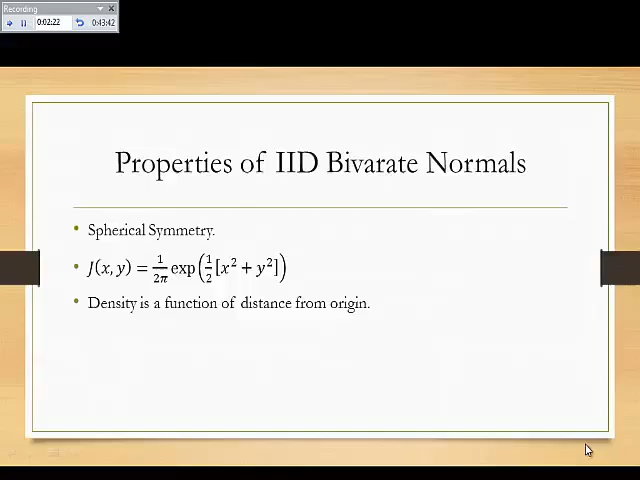 Recording
0:02:22
0:43:42
Properties of IID Bivarate Normals
• Spherical Symmetry.
• f(x, y) = 1/2π exp(1/2 [x² + y²])
• Density is a function of distance from origin.